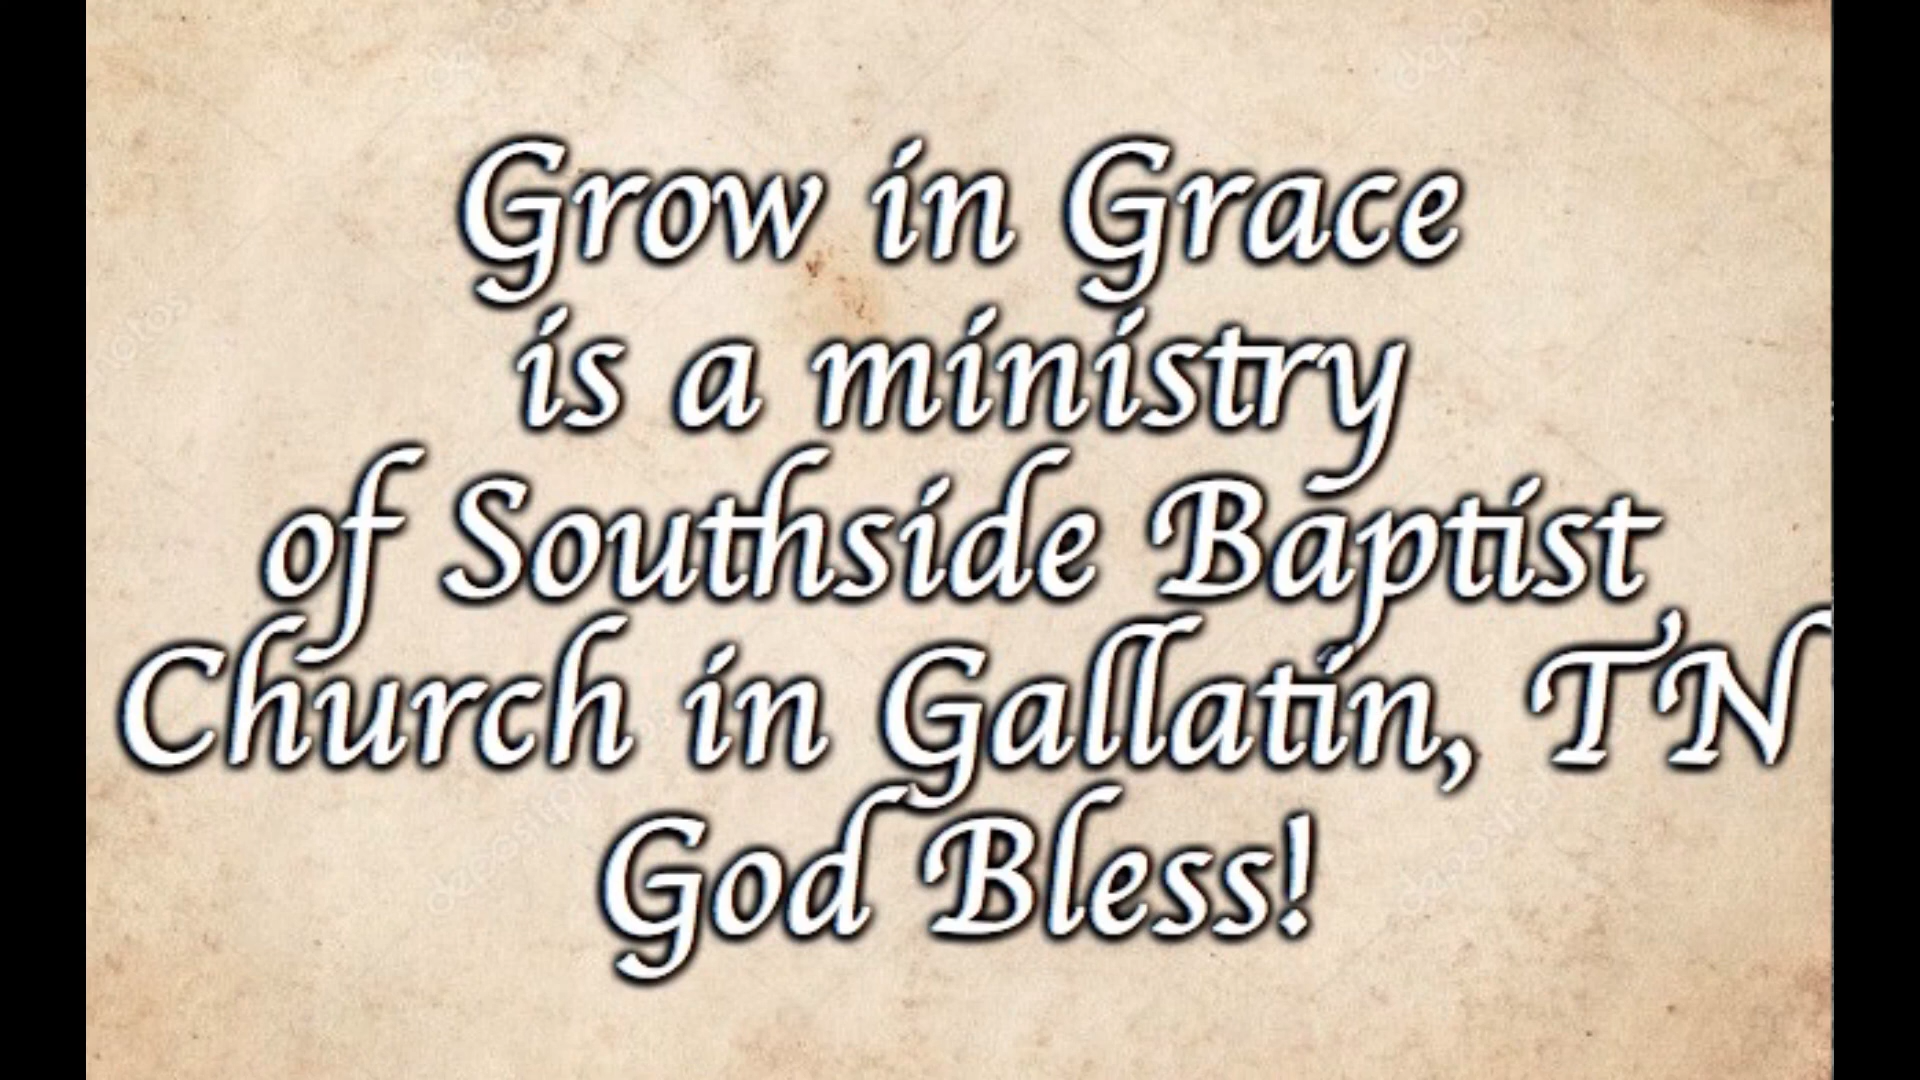 Grow in Grace
is a ministry
of Southside Baptist
Church in Gallatin, TN
God Bless!